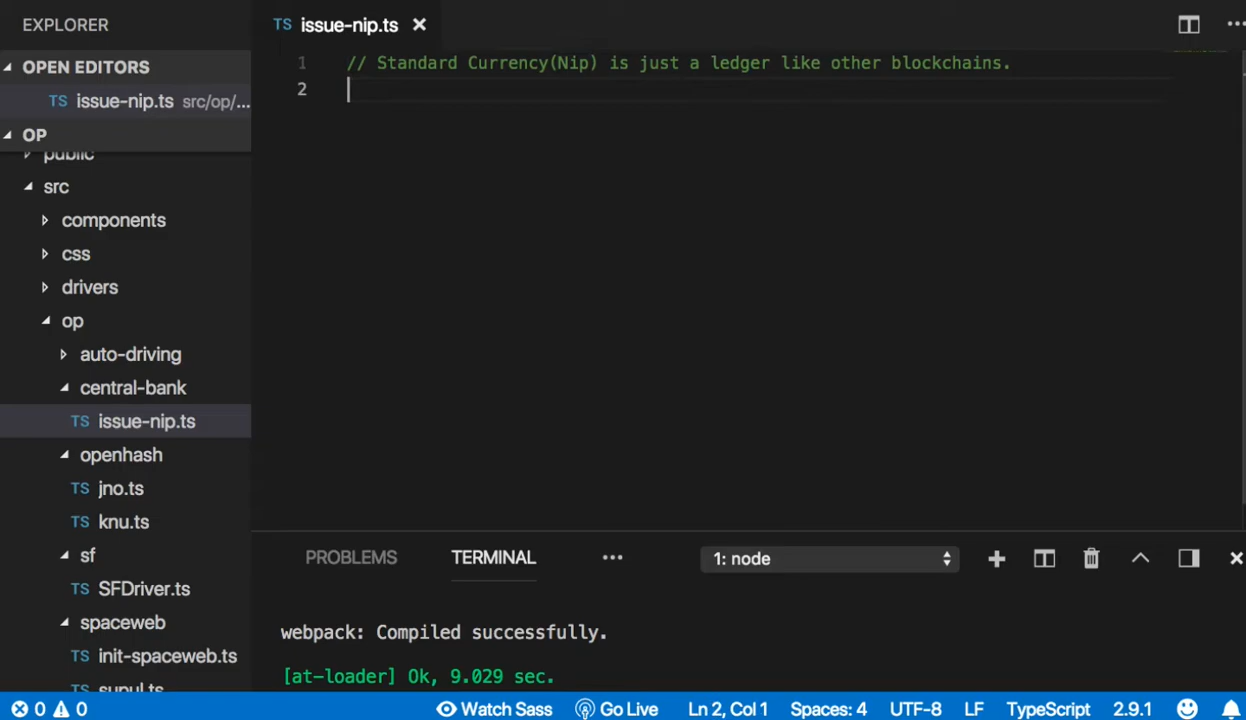 EXPLORER
OPEN EDITORS
TS issue-nip.ts src/op/...
OP
public
src
components
css
drivers
op
auto-driving
central-bank
TS issue-nip.ts
openhash
TS jno.ts
TS knu.ts
sf
TS SFDriver.ts
spaceweb
TS init-spaceweb.ts
TS supul.ts
TS issue-nip.ts
1 // Standard Currency(Nip) is just a ledger like other blockchains.
2
PROBLEMS TERMINAL ... 1: node
webpack: Compiled successfully.
[at-loader] Ok, 9.029 sec.
0 0 Watch Sass Go Live Ln 2, Col 1 Spaces: 4 UTF-8 LF TypeScript 2.9.1